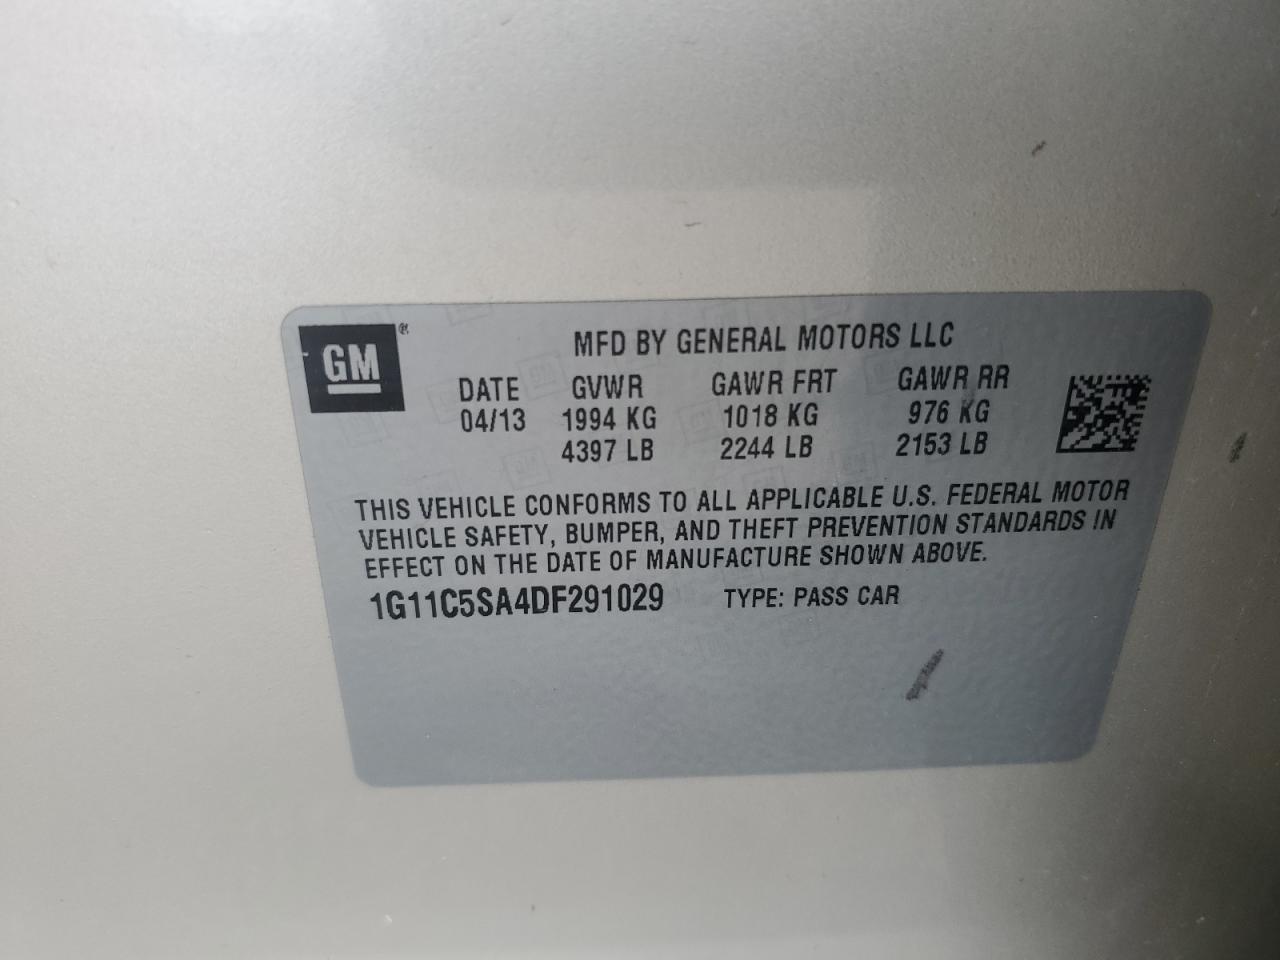 GM ®
MFD BY GENERAL MOTORS LLC
DATE GVWR GAWR FRT GAWR RR
04/13 1994 KG 1018 KG 976 KG
4397 LB 2244 LB 2153 LB
THIS VEHICLE CONFORMS TO ALL APPLICABLE U.S. FEDERAL MOTOR
VEHICLE SAFETY, BUMPER, AND THEFT PREVENTION STANDARDS IN
EFFECT ON THE DATE OF MANUFACTURE SHOWN ABOVE.
1G11C5SA4DF291029 TYPE: PASS CAR